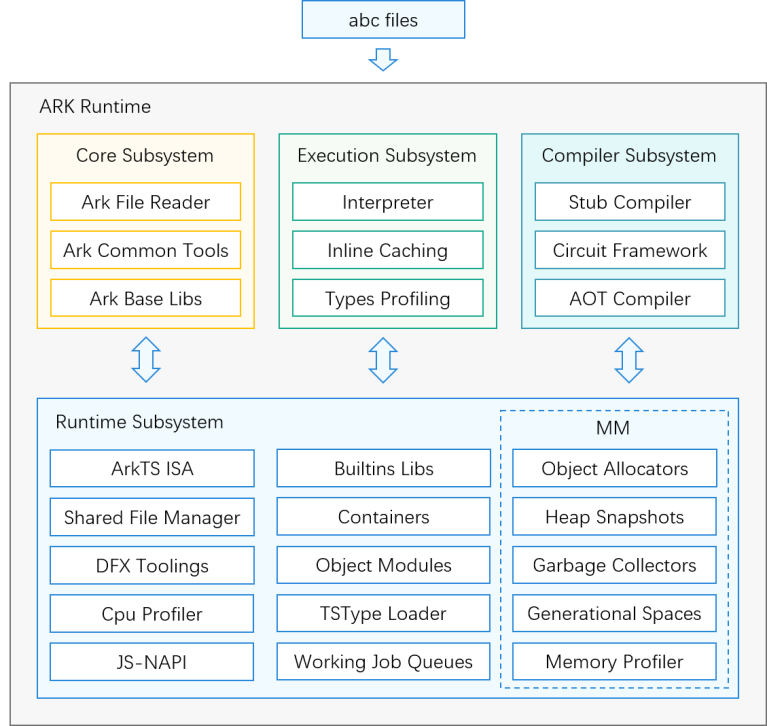 abc files
ARK Runtime
Core Subsystem
Ark File Reader
Ark Common Tools
Ark Base Libs
Execution Subsystem
Interpreter
Inline Caching
Types Profiling
Compiler Subsystem
Stub Compiler
Circuit Framework
AOT Compiler
Runtime Subsystem
ArkTS ISA
Shared File Manager
DFX Toolings
Cpu Profiler
JS-NAPI
Builtins Libs
Containers
Object Modules
TSType Loader
Working Job Queues
MM
Object Allocators
Heap Snapshots
Garbage Collectors
Generational Spaces
Memory Profiler